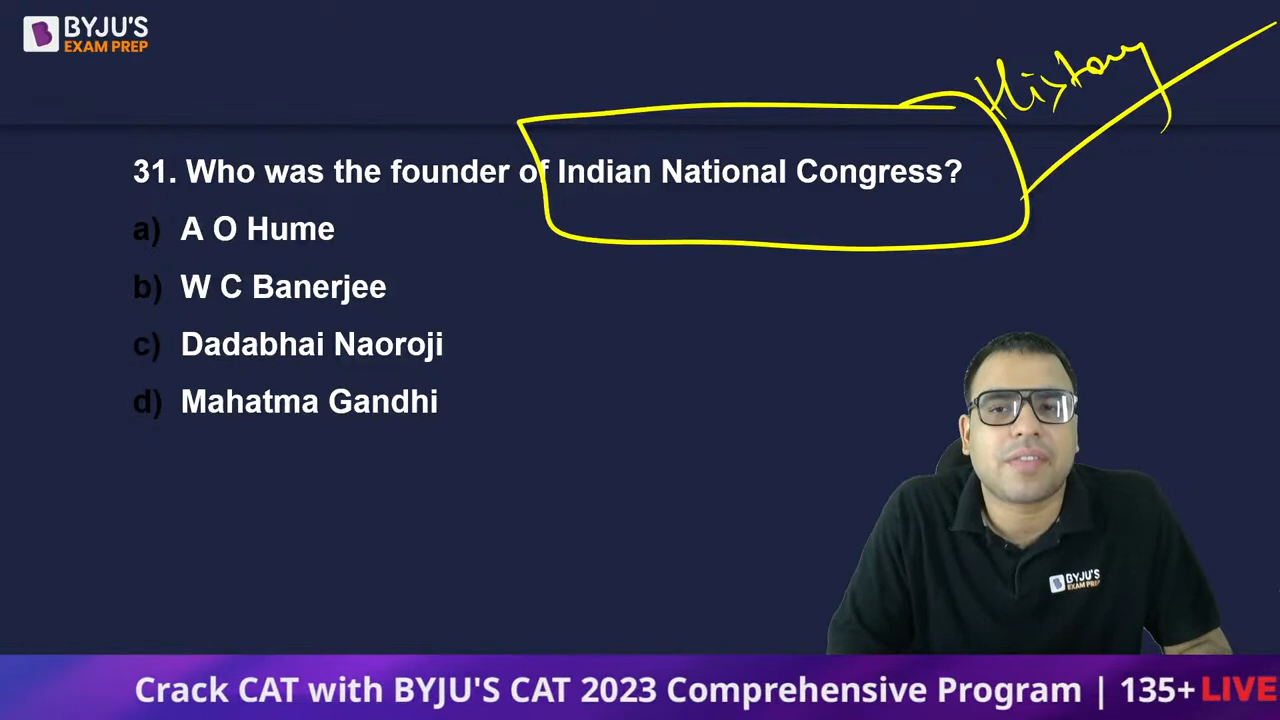 BYJU'S
EXAM PREP
History
31. Who was the founder of Indian National Congress?
a) A O Hume
b) W C Banerjee
c) Dadabhai Naoroji
d) Mahatma Gandhi
BYJU'S
EXAM PREP
Crack CAT with BYJU'S CAT 2023 Comprehensive Program | 135+ LIVE